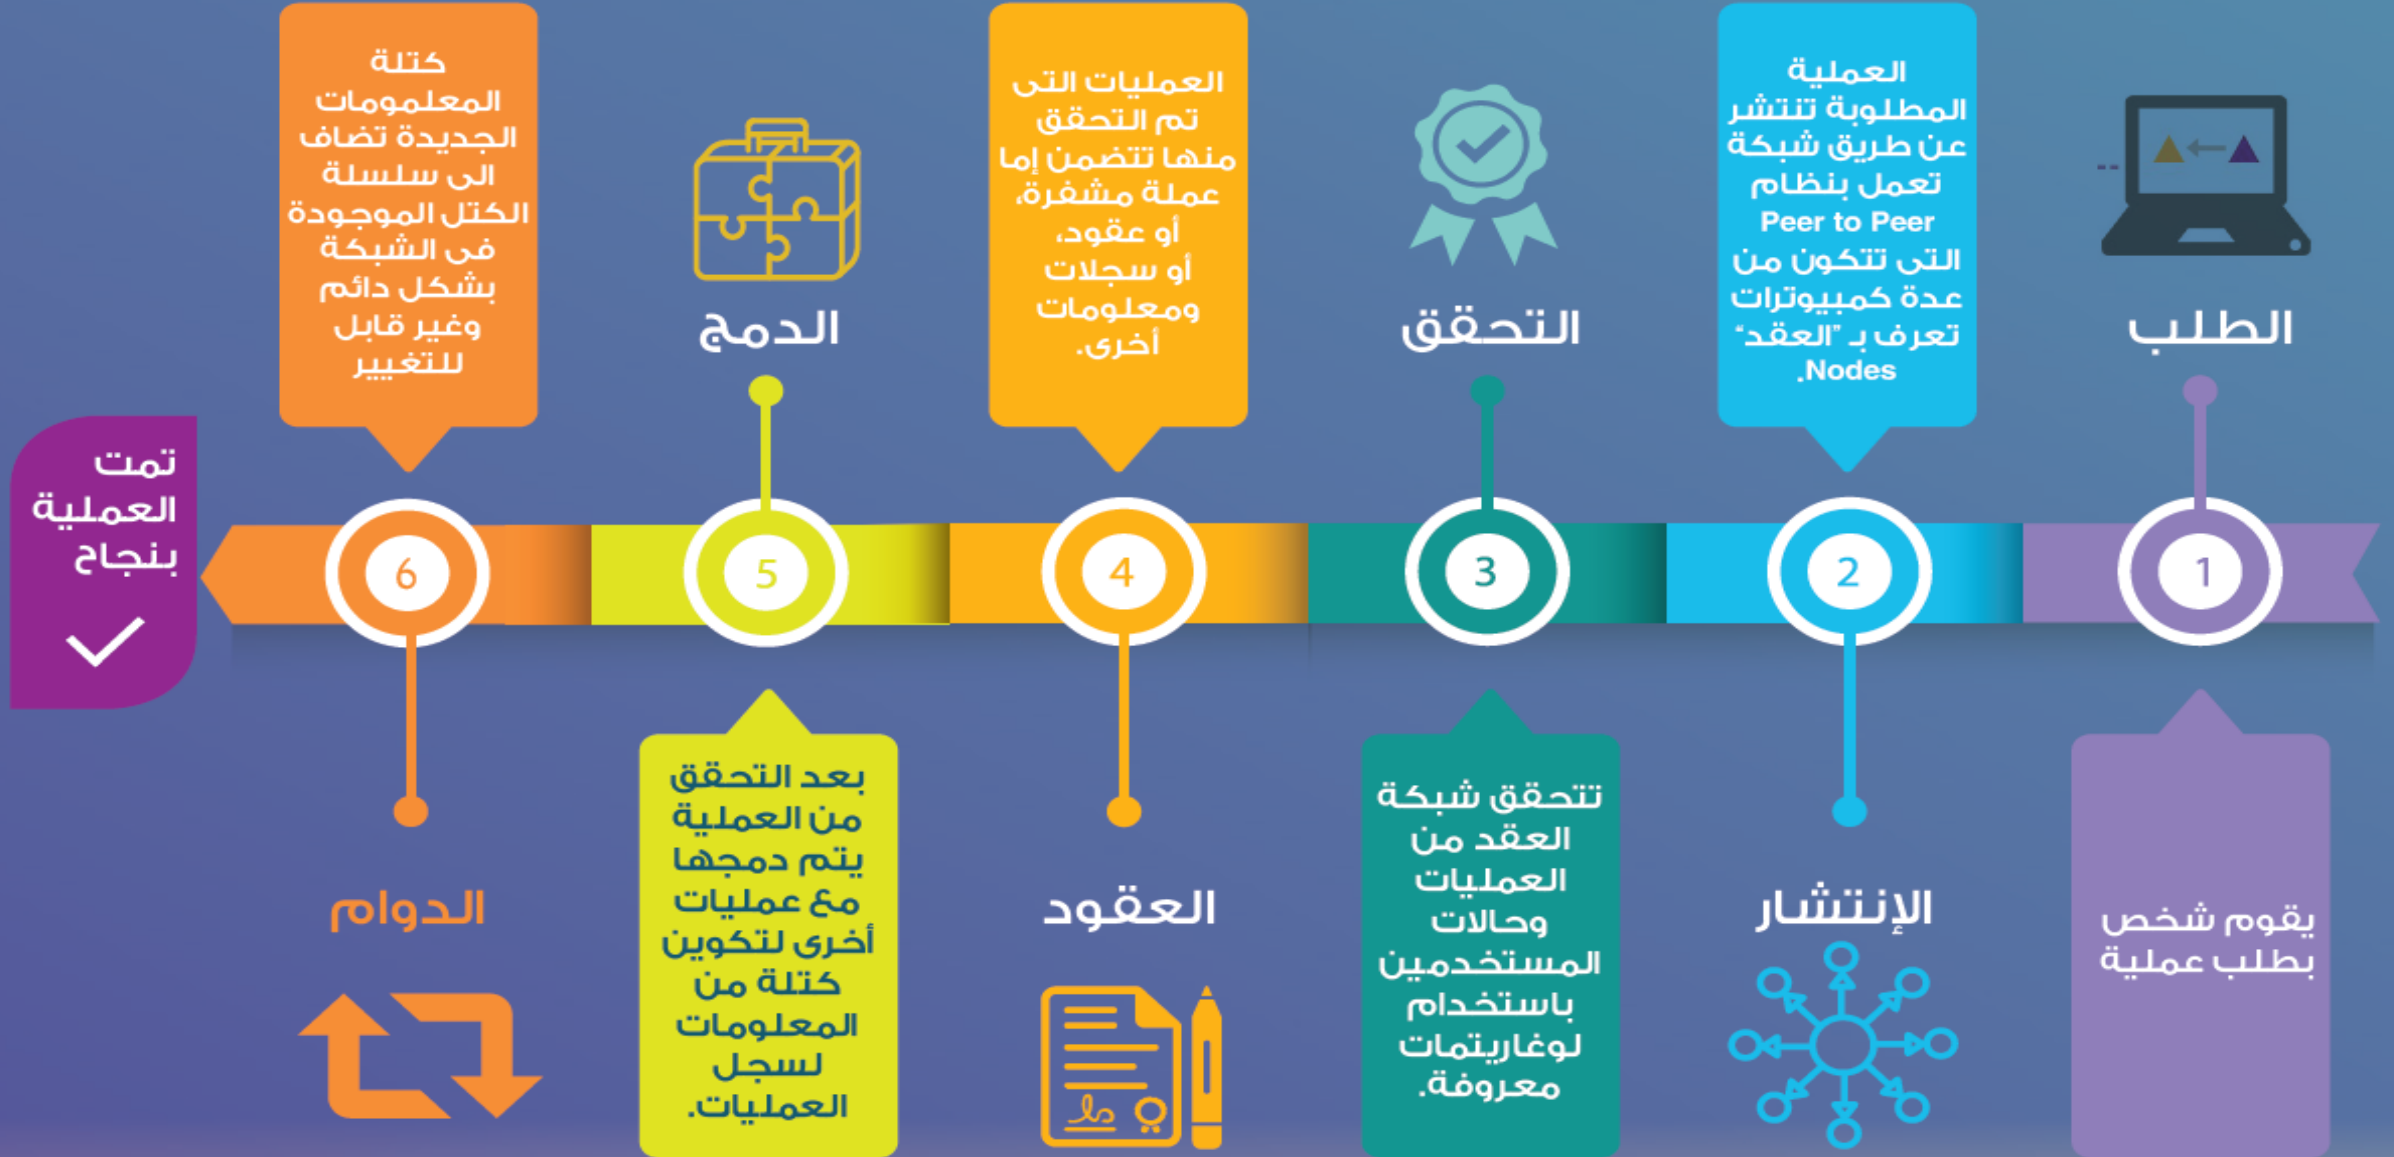 الطلب
1
يقوم شخص
بطلب عملية
العملية
المطلوبة تنتشر
عن طريق شبكة
تعمل بنظام
Peer to Peer
التى تتكون من
عدة كمبيوترات
تعرف بـ "العقد"
Nodes.
2
الإنتشار
التحقق
3
تتحقق شبكة
العقد من
العمليات
وحالات
المستخدمين
باستخدام
لوغاريتمات
معروفة.
العمليات التى
تم التحقق
منها تتضمن إما
عملة مشفرة،
أو عقود،
أو سجلات
ومعلومات
أخرى.
4
العقود
الدمج
5
بعد التحقق
من العملية
يتم دمجها
مع عمليات
أخرى لتكوين
كتلة من
المعلومات
لسجل
العمليات.
كتلة
المعلمومات
الجديدة تضاف
الى سلسلة
الكتل الموجودة
فى الشبكة
بشكل دائم
وغير قابل
للتغيير
6
الدوام
تمت
العملية
بنجاح